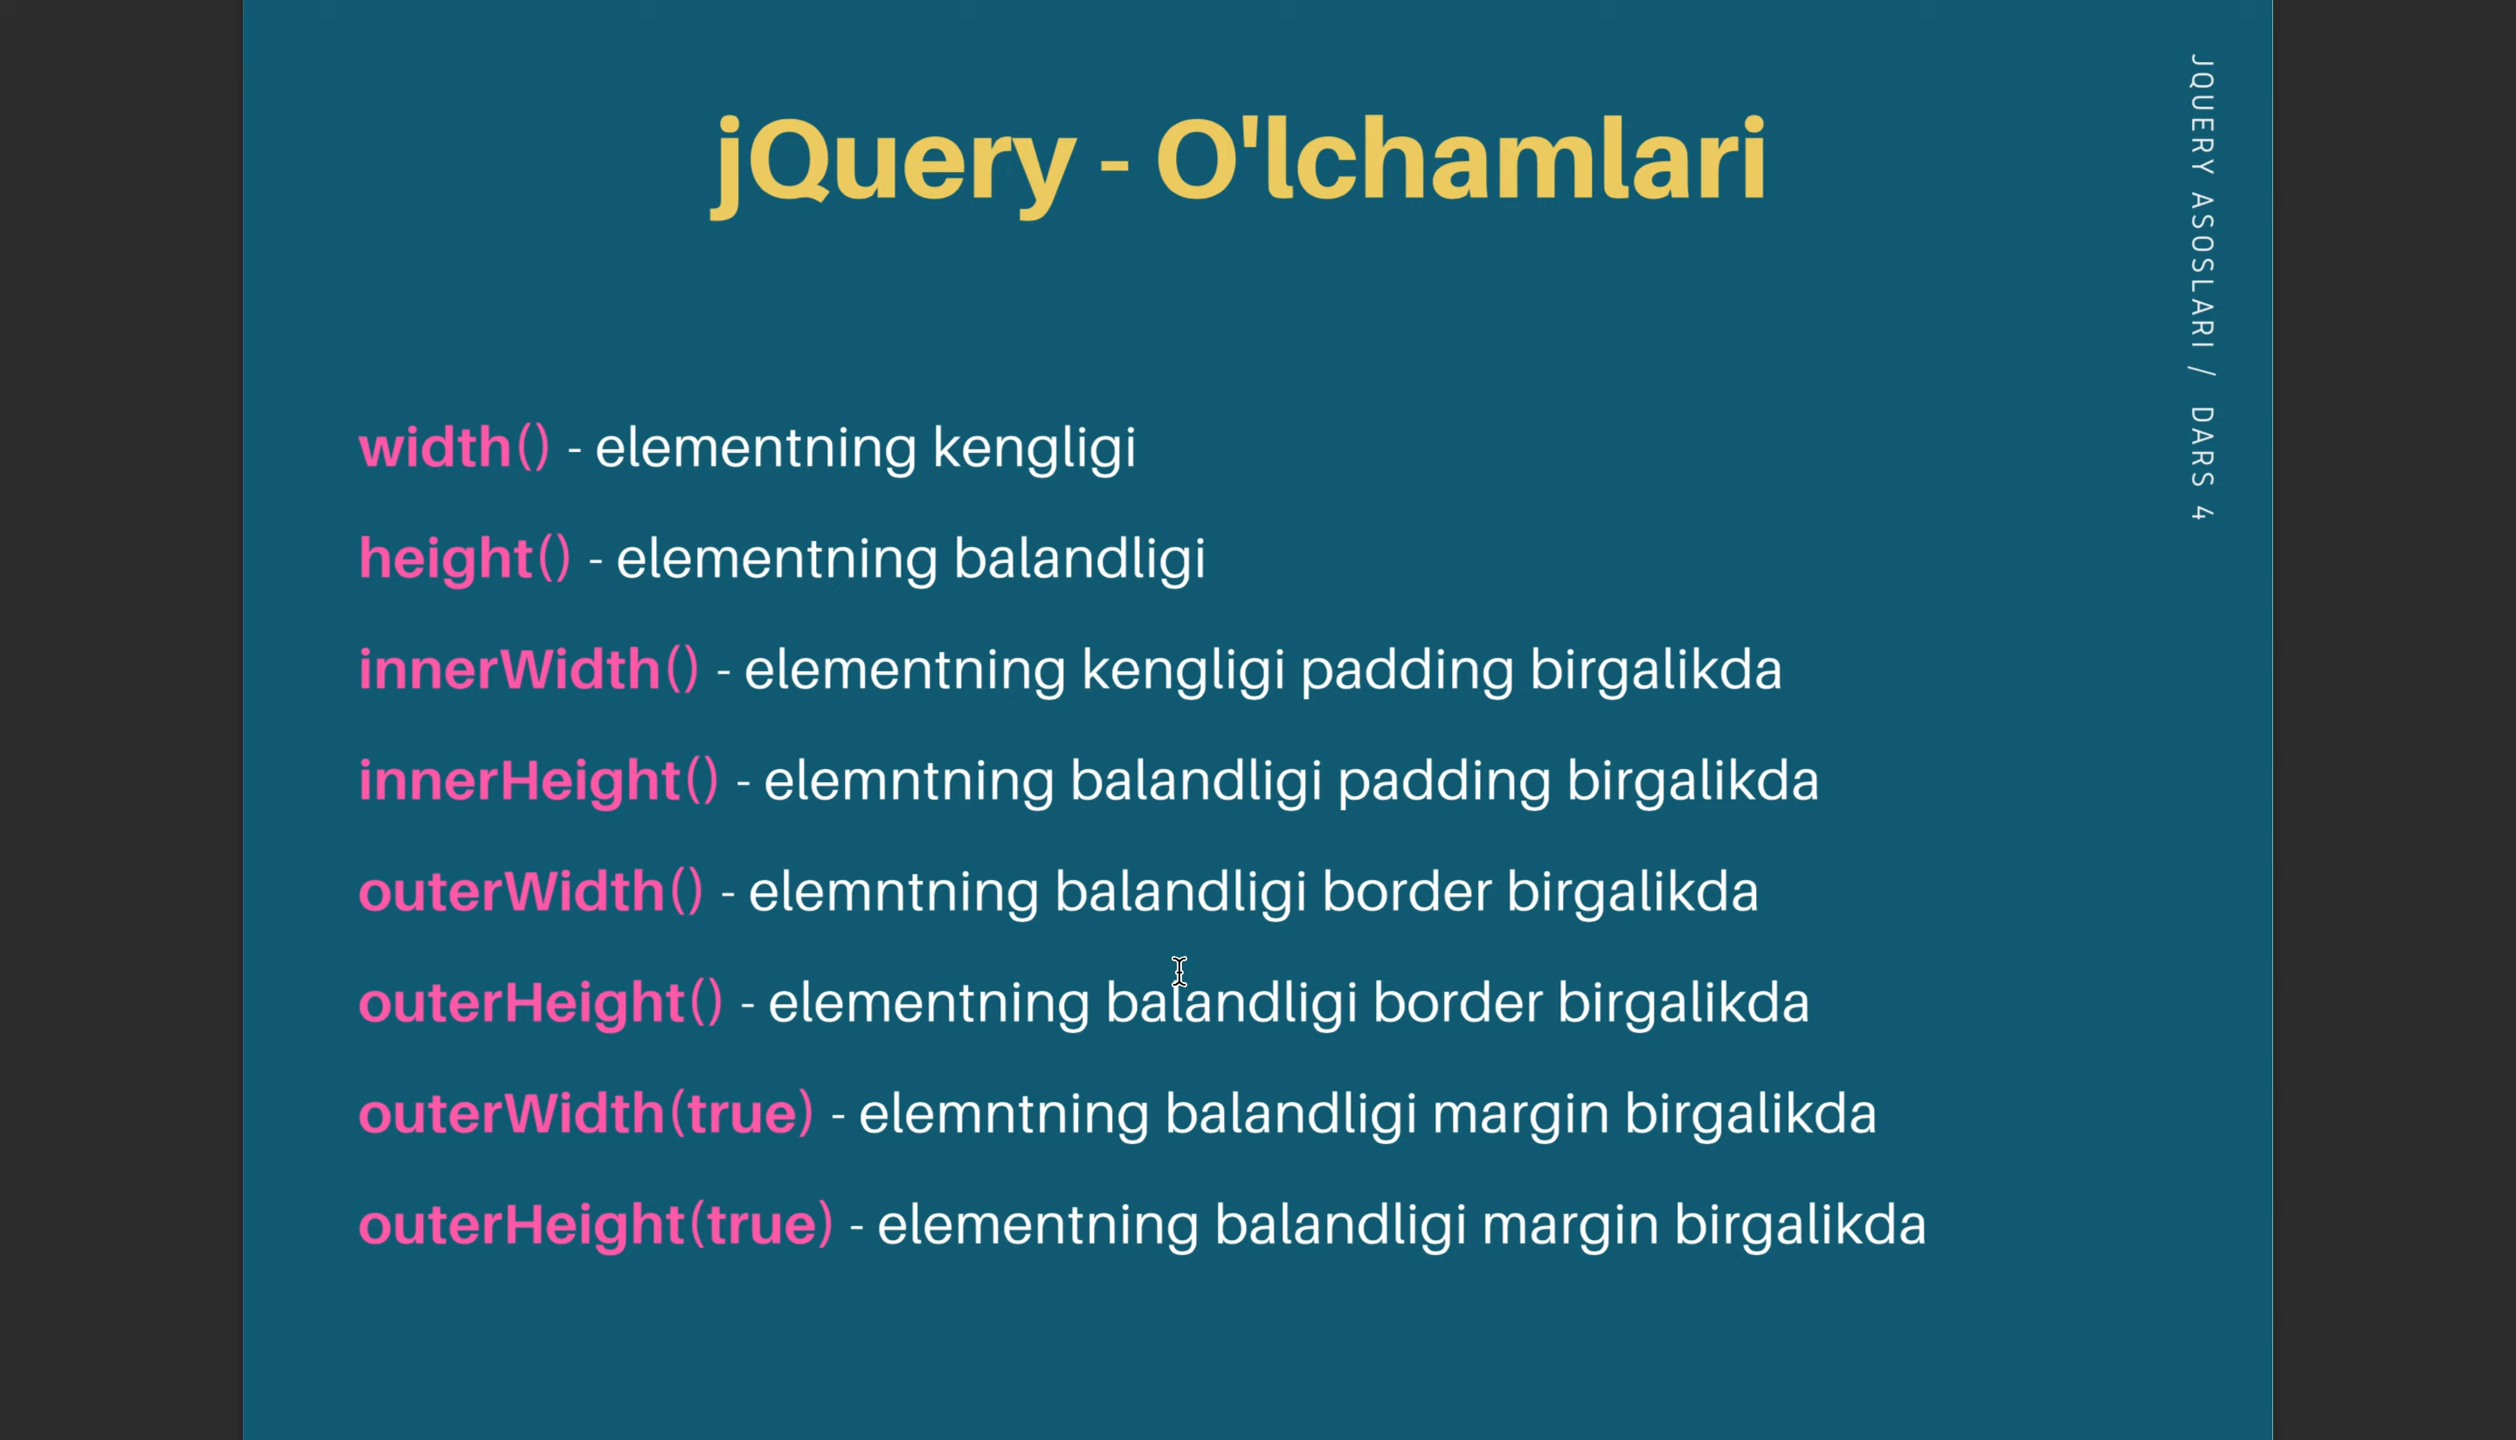 jQuery - O'lchamlari
width() - elementning kengligi
height() - elementning balandligi
innerWidth() - elementning kengligi padding birgalikda
innerHeight() - elemntning balandligi padding birgalikda
outerWidth() - elemntning balandligi border birgalikda
outerHeight() - elementning balandligi border birgalikda
outerWidth(true) - elemntning balandligi margin birgalikda
outerHeight(true) - elementning balandligi margin birgalikda
JQUERY ASOSLARI / DARS 4